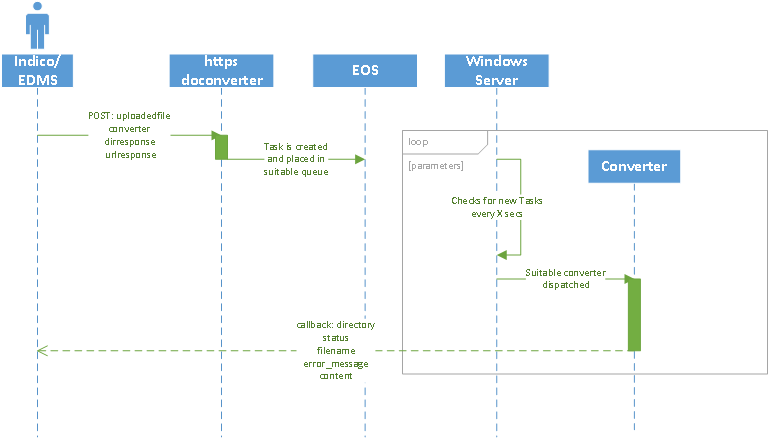 Indico/
EDMS
https
doconverter
EOS
Windows
Server
POST: uploadedfile
converter
dirresponse
urlresponse
Task is created
and placed in
suitable queue
loop
[parameters]
Converter
Checks for new Tasks
every X secs
Suitable converter
dispatched
callback: directory
status
filename
error_message
content